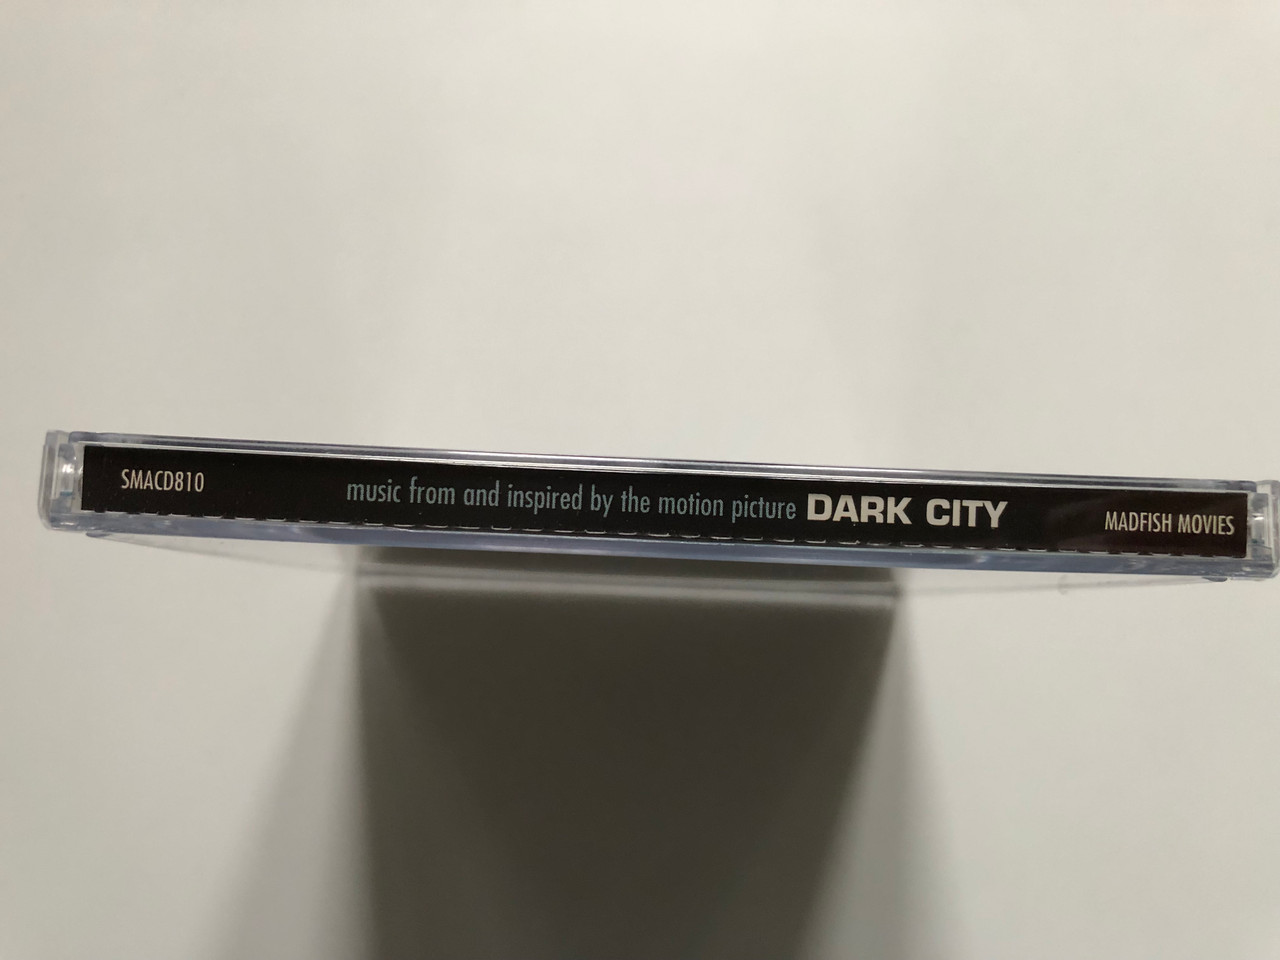 SMACD810
music from and inspired by the motion picture DARK CITY
MADFISH MOVIES